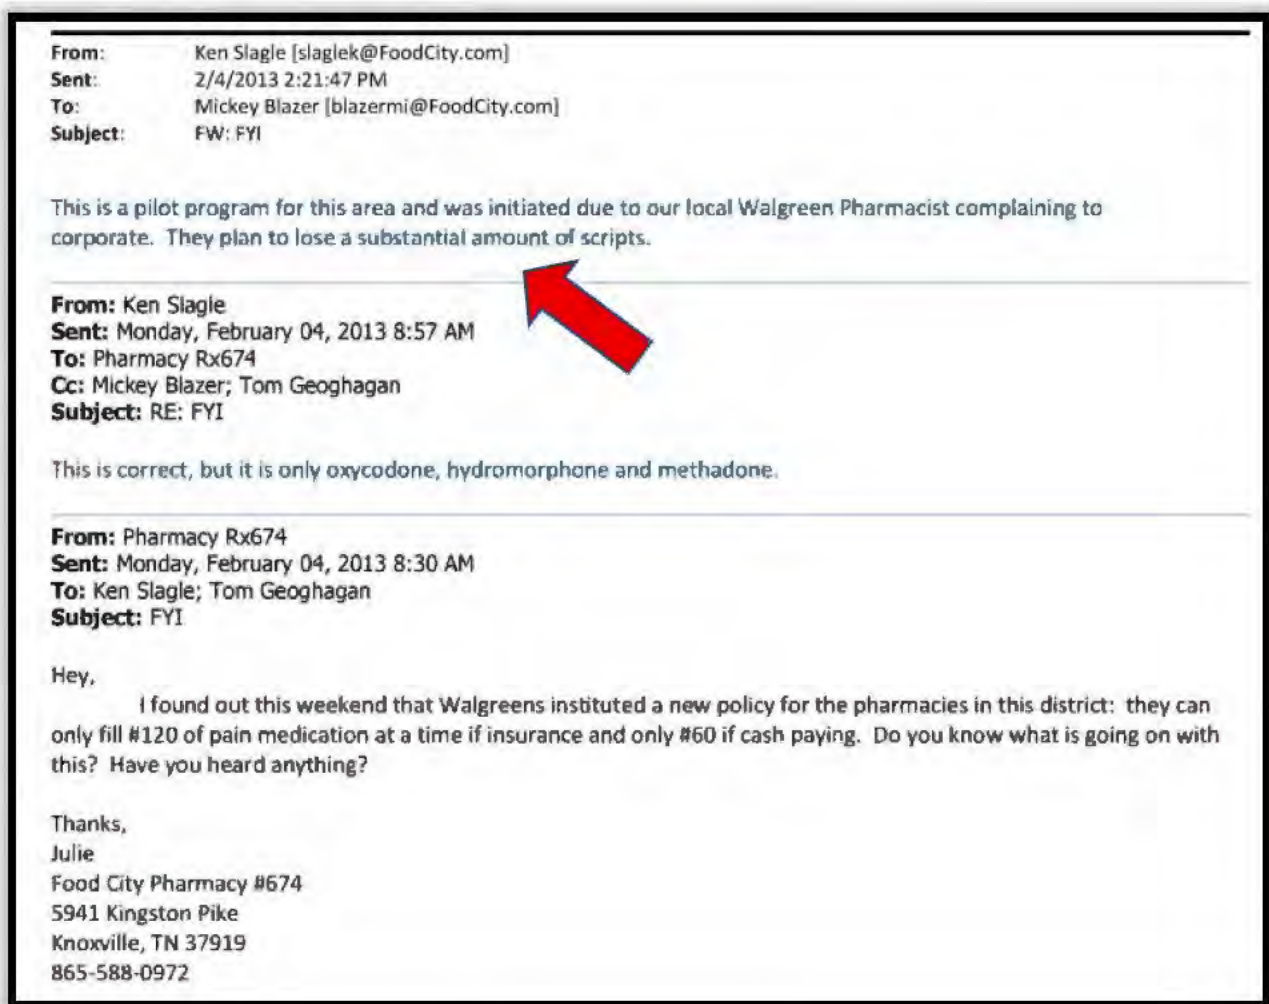 From: Ken Slagle [slaglek@FoodCity.com]
Sent: 2/4/2013 2:21:47 PM
To: Mickey Blazer [blazermi@FoodCity.com]
Subject: FW: FYI
This is a pilot program for this area and was initiated due to our local Walgreen Pharmacist complaining to
corporate. They plan to lose a substantial amount of scripts.
From: Ken Slagle
Sent: Monday, February 04, 2013 8:57 AM
To: Pharmacy Rx674
Cc: Mickey Blazer; Tom Geoghagan
Subject: RE: FYI
This is correct, but it is only oxycodone, hydromorphone and methadone.
From: Pharmacy Rx674
Sent: Monday, February 04, 2013 8:30 AM
To: Ken Slagle; Tom Geoghagan
Subject: FYI
Hey,
I found out this weekend that Walgreens instituted a new policy for the pharmacies in this district: they can
only fill #120 of pain medication at a time if insurance and only #60 if cash paying. Do you know what is going on with
this? Have you heard anything?
Thanks,
Julie
Food City Pharmacy #674
5941 Kingston Pike
Knoxville, TN 37919
865-588-0972